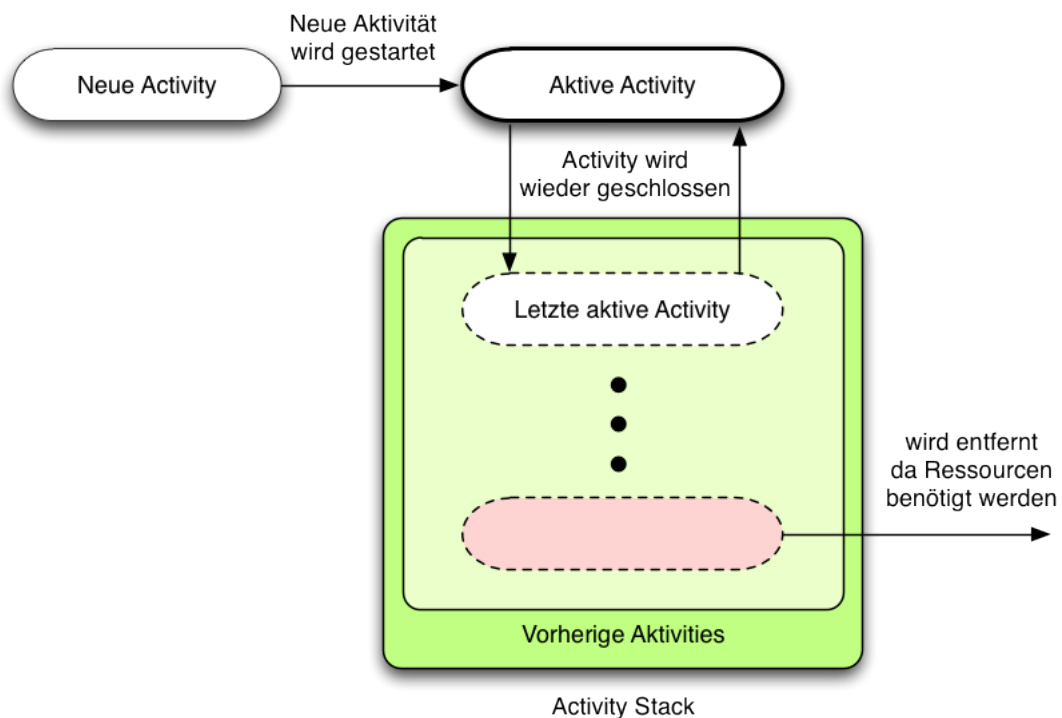 Neue Aktivität
wird gestartet
Neue Activity
Aktive Activity
Activity wird
wieder geschlossen
Letzte aktive Activity
wird entfernt
da Ressourcen
benötigt werden
Vorherige Aktivities
Activity Stack